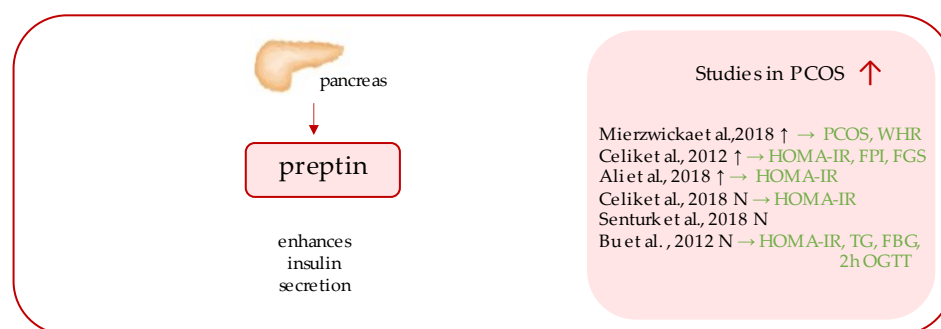 pancreas
preptin
enhances
insulin
secretion
Studies in PCOS ↑
Mierzwicka et al., 2018 ↑ → PCOS, WHR
Celik et al., 2012 ↑ → HOMA-IR, FPI, FGS
Ali et al., 2018 ↑ → HOMA-IR
Celik et al., 2018 N → HOMA-IR
Senturk et al., 2018 N
Bu et al. , 2012 N → HOMA-IR, TG, FBG,
2h OGTT